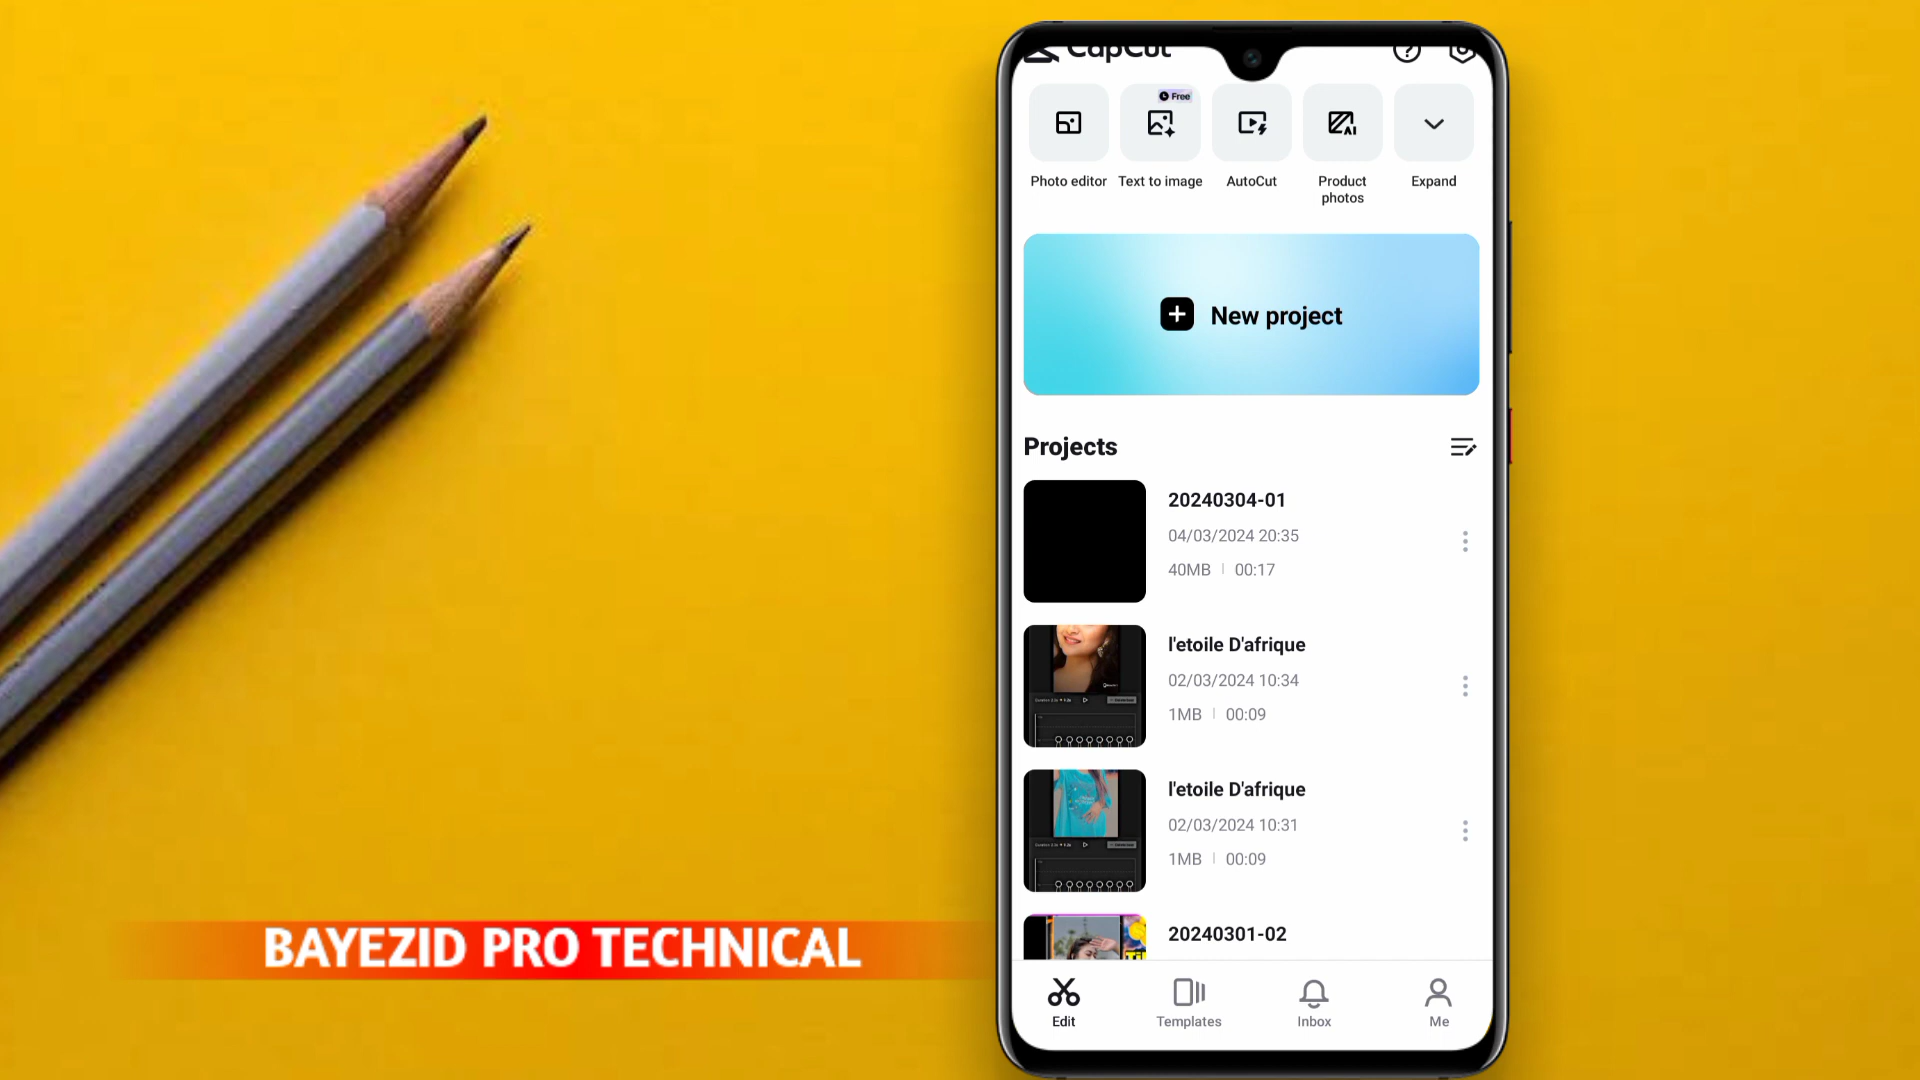 CapCut
Free
Photo editor
Text to image
AutoCut
Product
photos
Expand
New project
Projects
20240304-01
04/03/2024 20:35
40MB | 00:17
l'etoile D'afrique
02/03/2024 10:34
1MB | 00:09
l'etoile D'afrique
02/03/2024 10:31
1MB | 00:09
20240301-02
BAYEZID PRO TECHNICAL
Edit
Templates
Inbox
Me